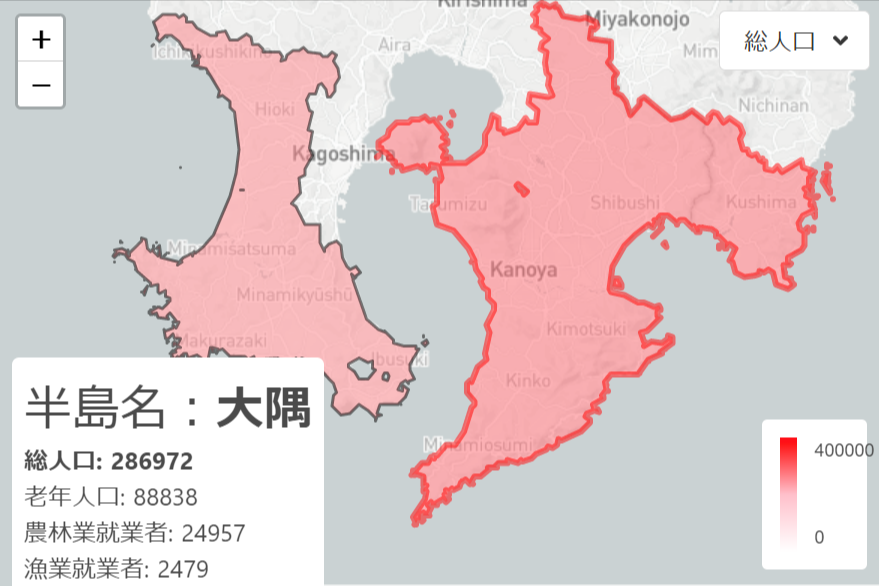 Kirishima
Miyakonojo
+
総人口
Ichikikushikino
Aira
Mim
−
Hioki
Nichinan
Kagoshima
Tarumizu
Shibushi
Kushima
Minamisatsuma
Kanoya
Minamikyūshū
Makurazaki
Kimotsuki
Ibusuki
Kinko
半島名：大隅
Minamiosumi
総人口: 286972
400000
老年人口: 88838
農林業就業者: 24957
0
漁業就業者: 2479